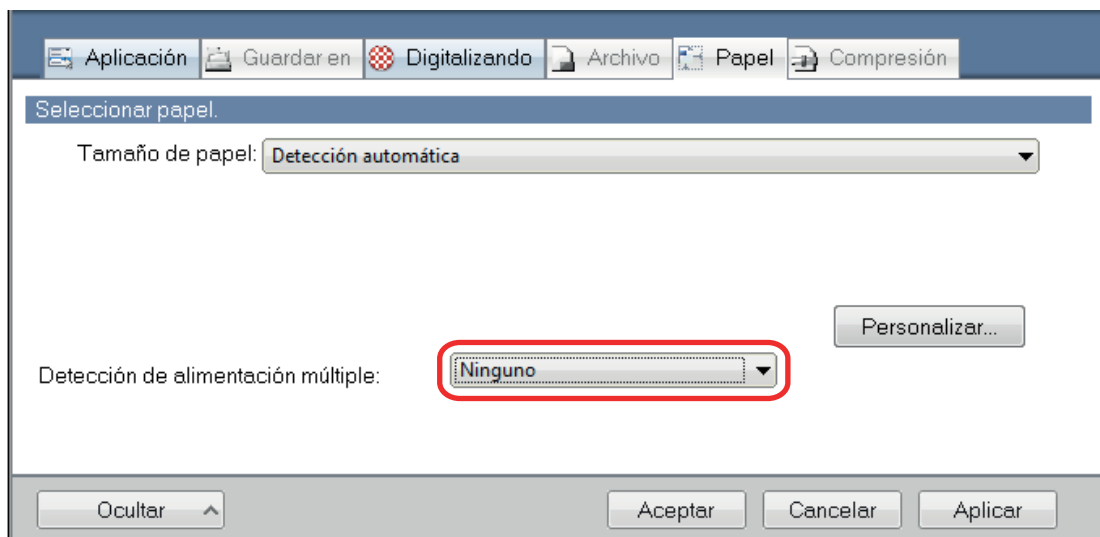 Aplicación Guardar en Digitalizando Archivo Papel Compresión
Seleccionar papel.
Tamaño de papel: Detección automática
Personalizar...
Detección de alimentación múltiple: Ninguno
Ocultar Aceptar Cancelar Aplicar